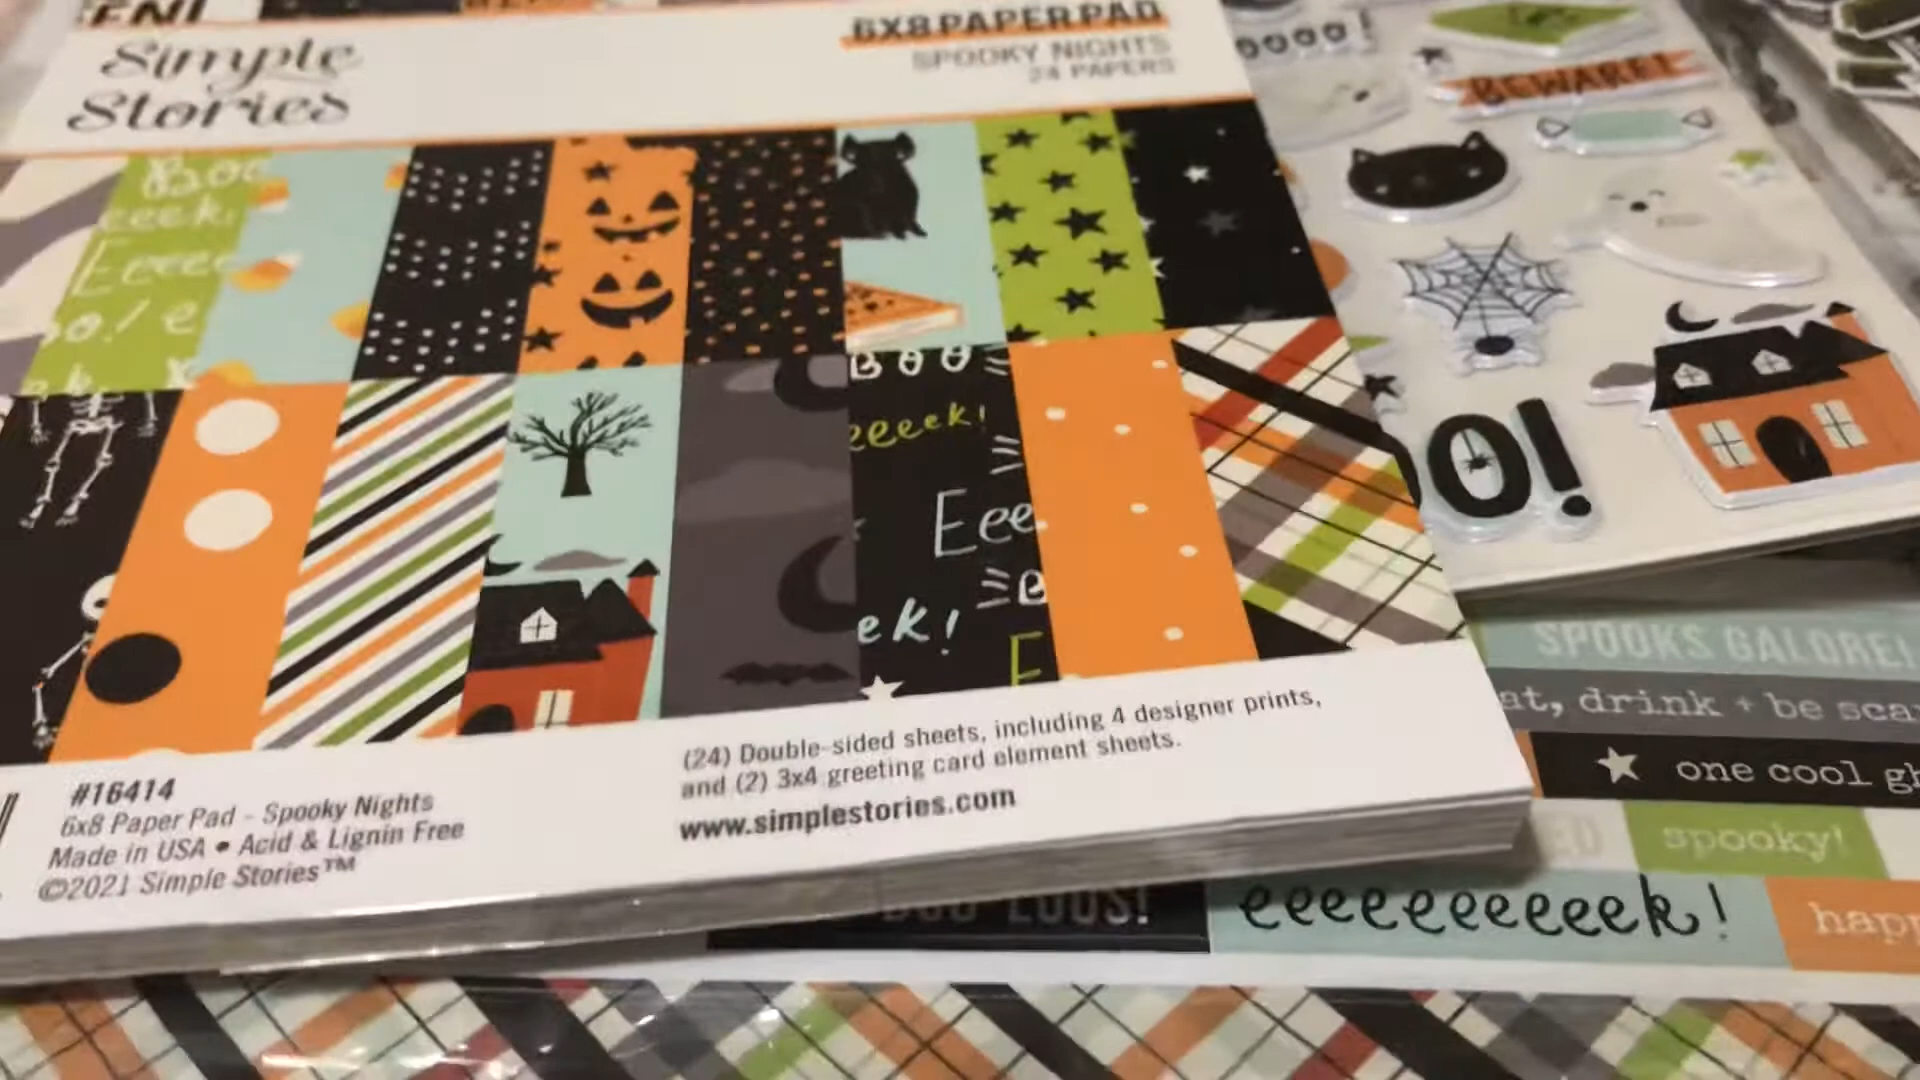 Simple
Stories
6X8 PAPER PAD
SPOOKY NIGHTS
24 PAPERS
Boo
eeek!
BOO
eeeek!
Eee
ek!
BEWARE!
O!
#16414
6x8 Paper Pad - Spooky Nights
Made in USA • Acid & Lignin Free
©2021 Simple Stories™
(24) Double-sided sheets, including 4 designer prints,
and (2) 3x4 greeting card element sheets.
www.simplestories.com
SPOOKS GALORE!
at, drink + be sca
one cool gh
spooky!
eeeeeeeeeek!
happ